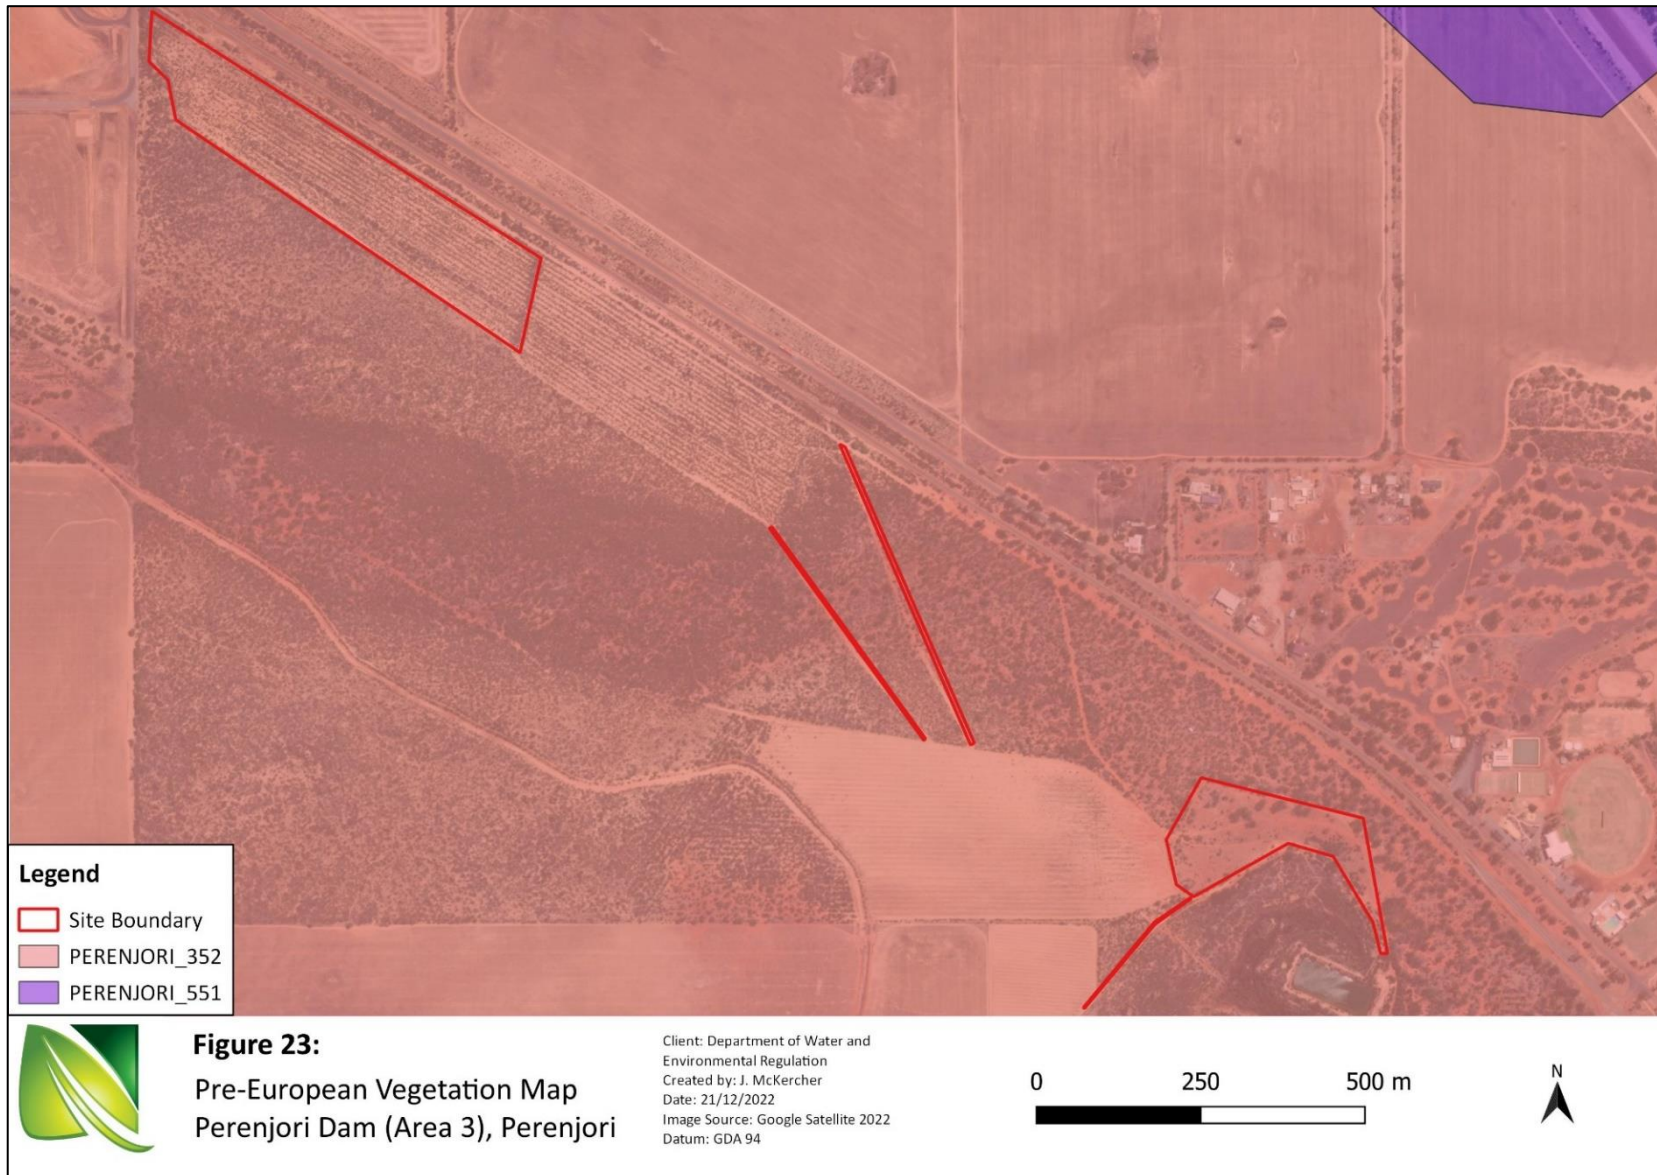 Legend
Site Boundary
PERENJORI_352
PERENJORI_551
Figure 23:
Pre-European Vegetation Map
Perenjori Dam (Area 3), Perenjori
Client: Department of Water and
Environmental Regulation
Created by: J. McKercher
Date: 21/12/2022
Image Source: Google Satellite 2022
Datum: GDA 94
0 250 500 m
N